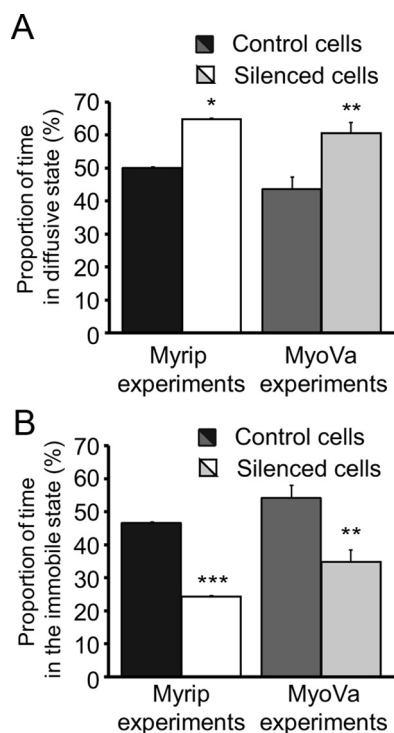 A
Control cells
Silenced cells
Proportion of time
in diffusive state (%)
70
60
50
40
30
20
10
0
*
**
Myrip
experiments
MyoVa
experiments
B
Control cells
Silenced cells
Proportion of time
in the immobile state (%)
70
60
50
40
30
20
10
0
***
**
Myrip
experiments
MyoVa
experiments